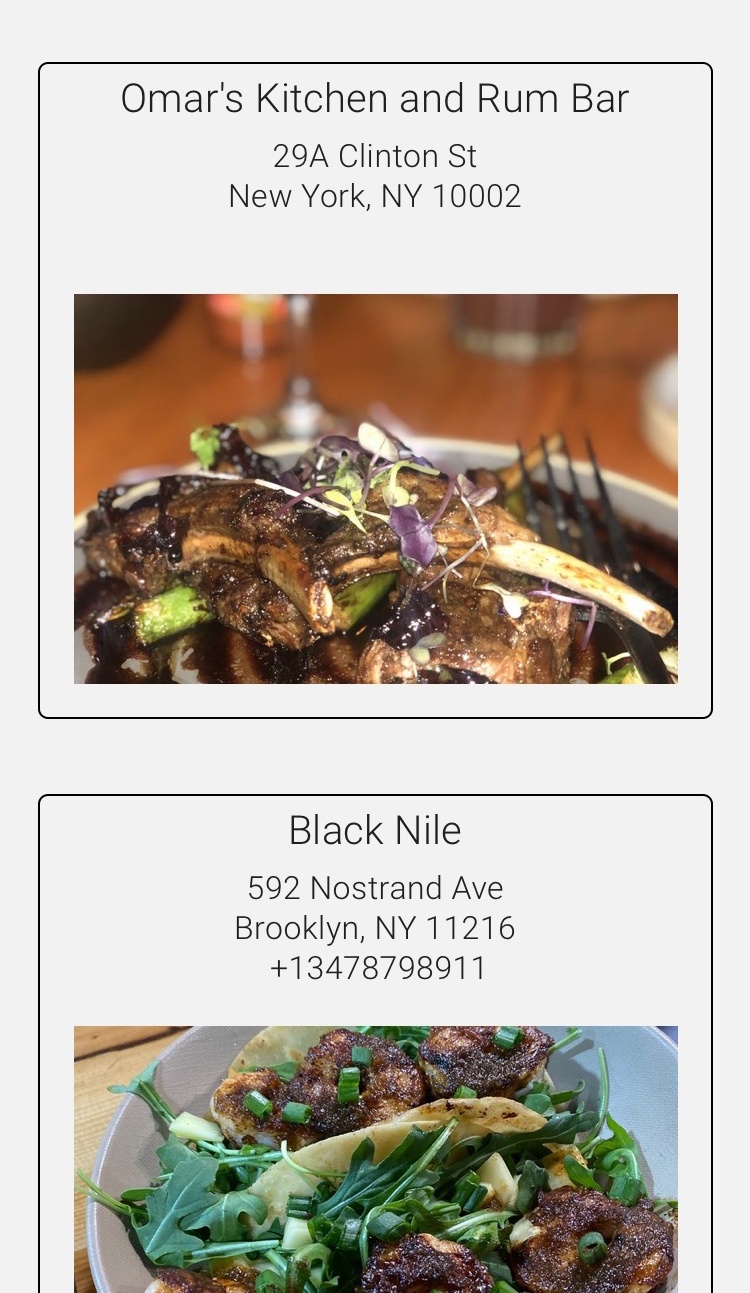 Omar's Kitchen and Rum Bar
29A Clinton St
New York, NY 10002
Black Nile
592 Nostrand Ave
Brooklyn, NY 11216
+13478798911